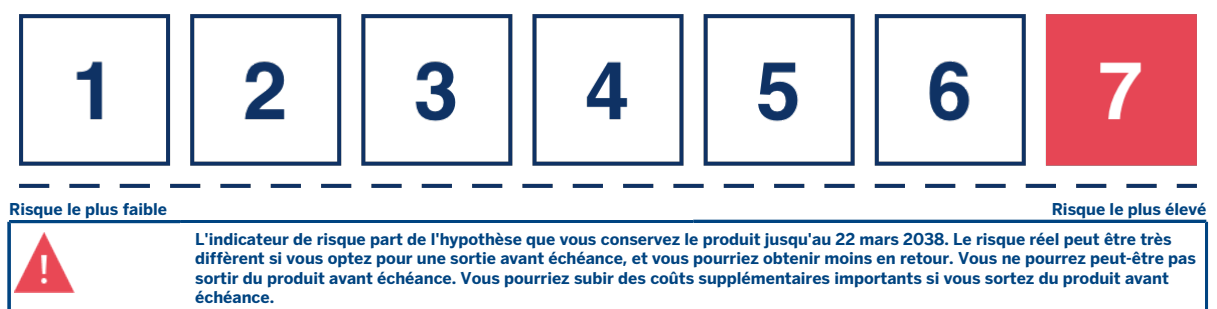 1 2 3 4 5 6 7
Risque le plus faible Risque le plus élevé
!
L'indicateur de risque part de l'hypothèse que vous conservez le produit jusqu'au 22 mars 2038. Le risque réel peut être très
diffèrent si vous optez pour une sortie avant échéance, et vous pourriez obtenir moins en retour. Vous ne pourrez peut-être pas
sortir du produit avant échéance. Vous pourriez subir des coûts supplémentaires importants si vous sortez du produit avant
échéance.